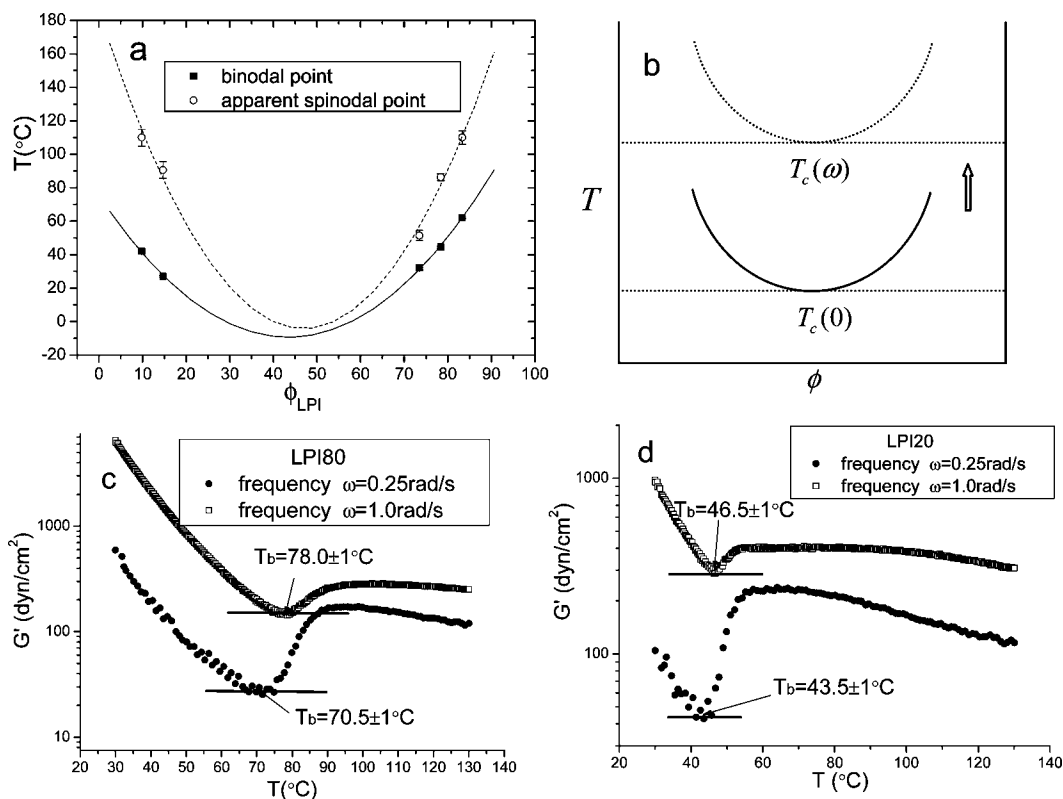 a
binodal point
apparent spinodal point
T(°C)
180
160
140
120
100
80
60
40
20
0
-20
0 10 20 30 40 50 60 70 80 90 100
ϕLPI
b
Tc(ω)
Tc(0)
T
ϕ
c
LPI80
frequency ω=0.25rad/s
frequency ω=1.0rad/s
Tb=78.0±1°C
Tb=70.5±1°C
G' (dyn/cm²)
1000
100
10
20 30 40 50 60 70 80 90 100 110 120 130 140
T(°C)
d
LPI20
frequency ω=0.25rad/s
frequency ω=1.0rad/s
Tb=46.5±1°C
Tb=43.5±1°C
G' (dyn/cm²)
1000
100
20 40 60 80 100 120 140
T (°C)